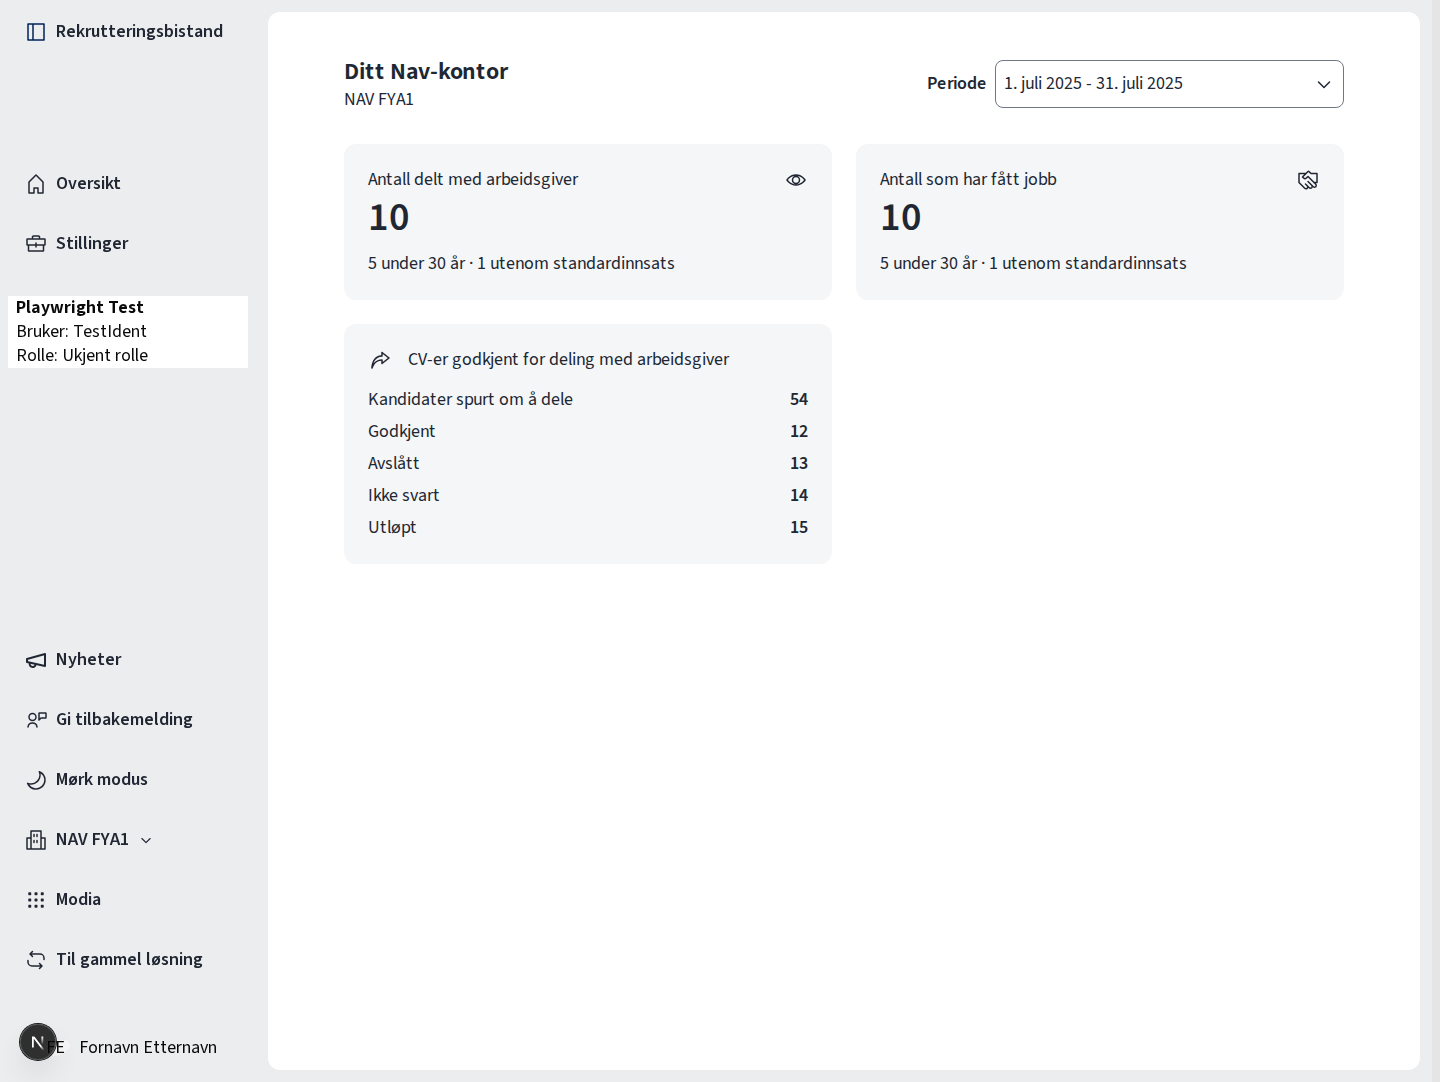 Rekrutteringsbistand
Oversikt
Stillinger
Playwright Test
Bruker: TestIdent
Rolle: Ukjent rolle
Nyheter
Gi tilbakemelding
Mørk modus
NAV FYA1
Modia
Til gammel løsning
N
FE Fornavn Etternavn
Ditt Nav-kontor
NAV FYA1
Periode 1. juli 2025 - 31. juli 2025
Antall delt med arbeidsgiver
10
5 under 30 år · 1 utenom standardinnsats
Antall som har fått jobb
10
5 under 30 år · 1 utenom standardinnsats
CV-er godkjent for deling med arbeidsgiver
Kandidater spurt om å dele 54
Godkjent 12
Avslått 13
Ikke svart 14
Utløpt 15